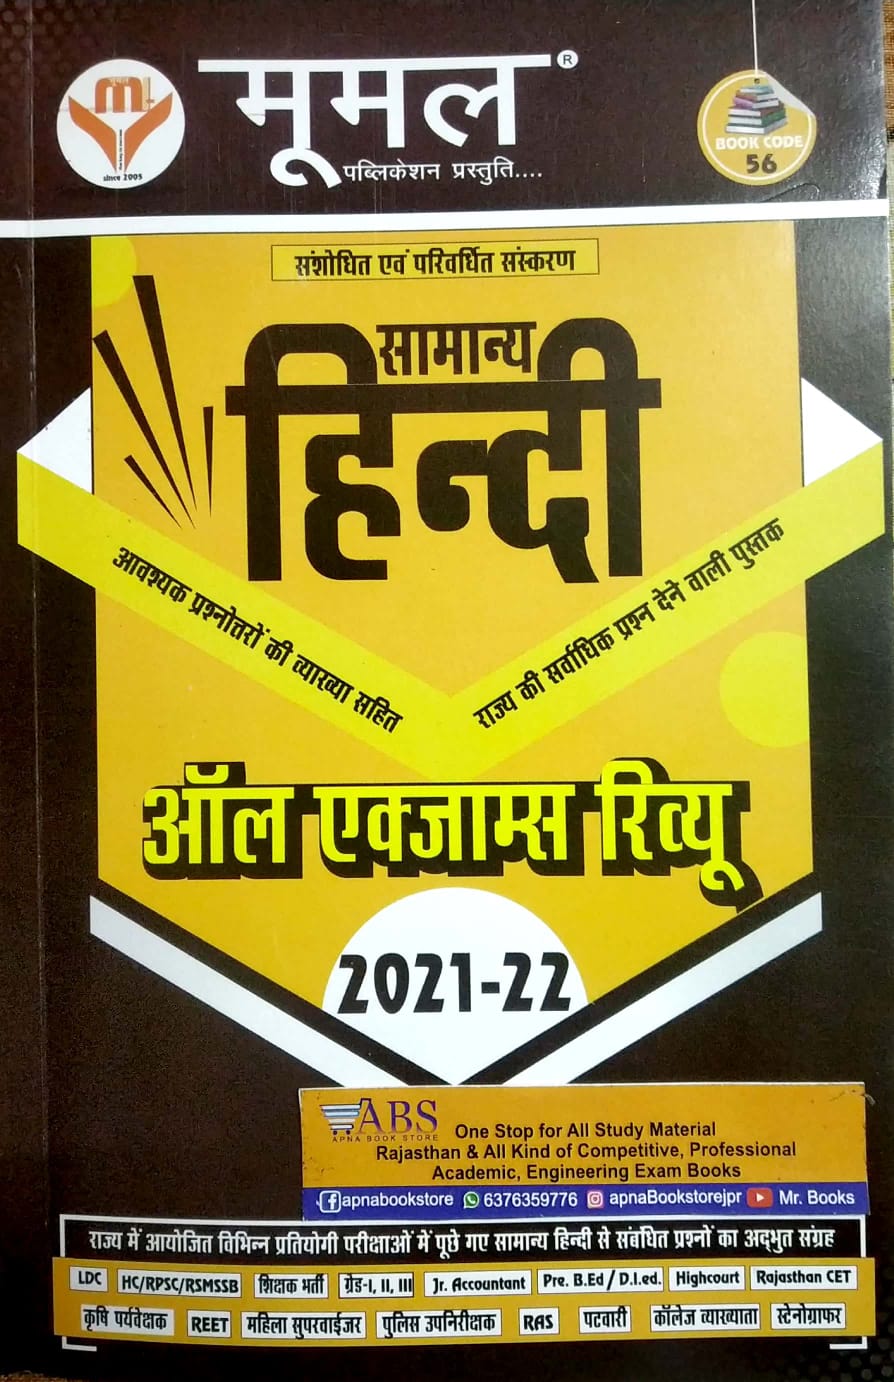 मूमल
ML
since 2005
मूमल®
पब्लिकेशन प्रस्तुति....
BOOK CODE
56
संशोधित एवं परिवर्धित संस्करण
सामान्य
हिन्दी
आवश्यक प्रश्नोत्तरों की व्याख्या सहित
राज्य की सर्वाधिक प्रश्न देने वाली पुस्तक
ऑल एक्जाम्स रिव्यू
2021-22
ABS
APNA BOOK STORE
One Stop for All Study Material
Rajasthan & All Kind of Competitive, Professional
Academic, Engineering Exam Books
apnabookstore 6376359776 apnaBookstorejpr Mr. Books
राज्य में आयोजित विभिन्न प्रतियोगी परीक्षाओं में पूछे गए सामान्य हिन्दी से संबंधित प्रश्नों का अद्भुत संग्रह
LDC HC/RPSC/RSMSSB शिक्षक भर्ती ग्रेड-I, II, III Jr. Accountant Pre. B.Ed / D.l.ed. Highcourt Rajasthan CET
कृषि पर्यवेक्षक REET महिला सुपरवाईजर पुलिस उपनिरीक्षक RAS पटवारी कॉलेज व्याख्याता स्टेनोग्राफर